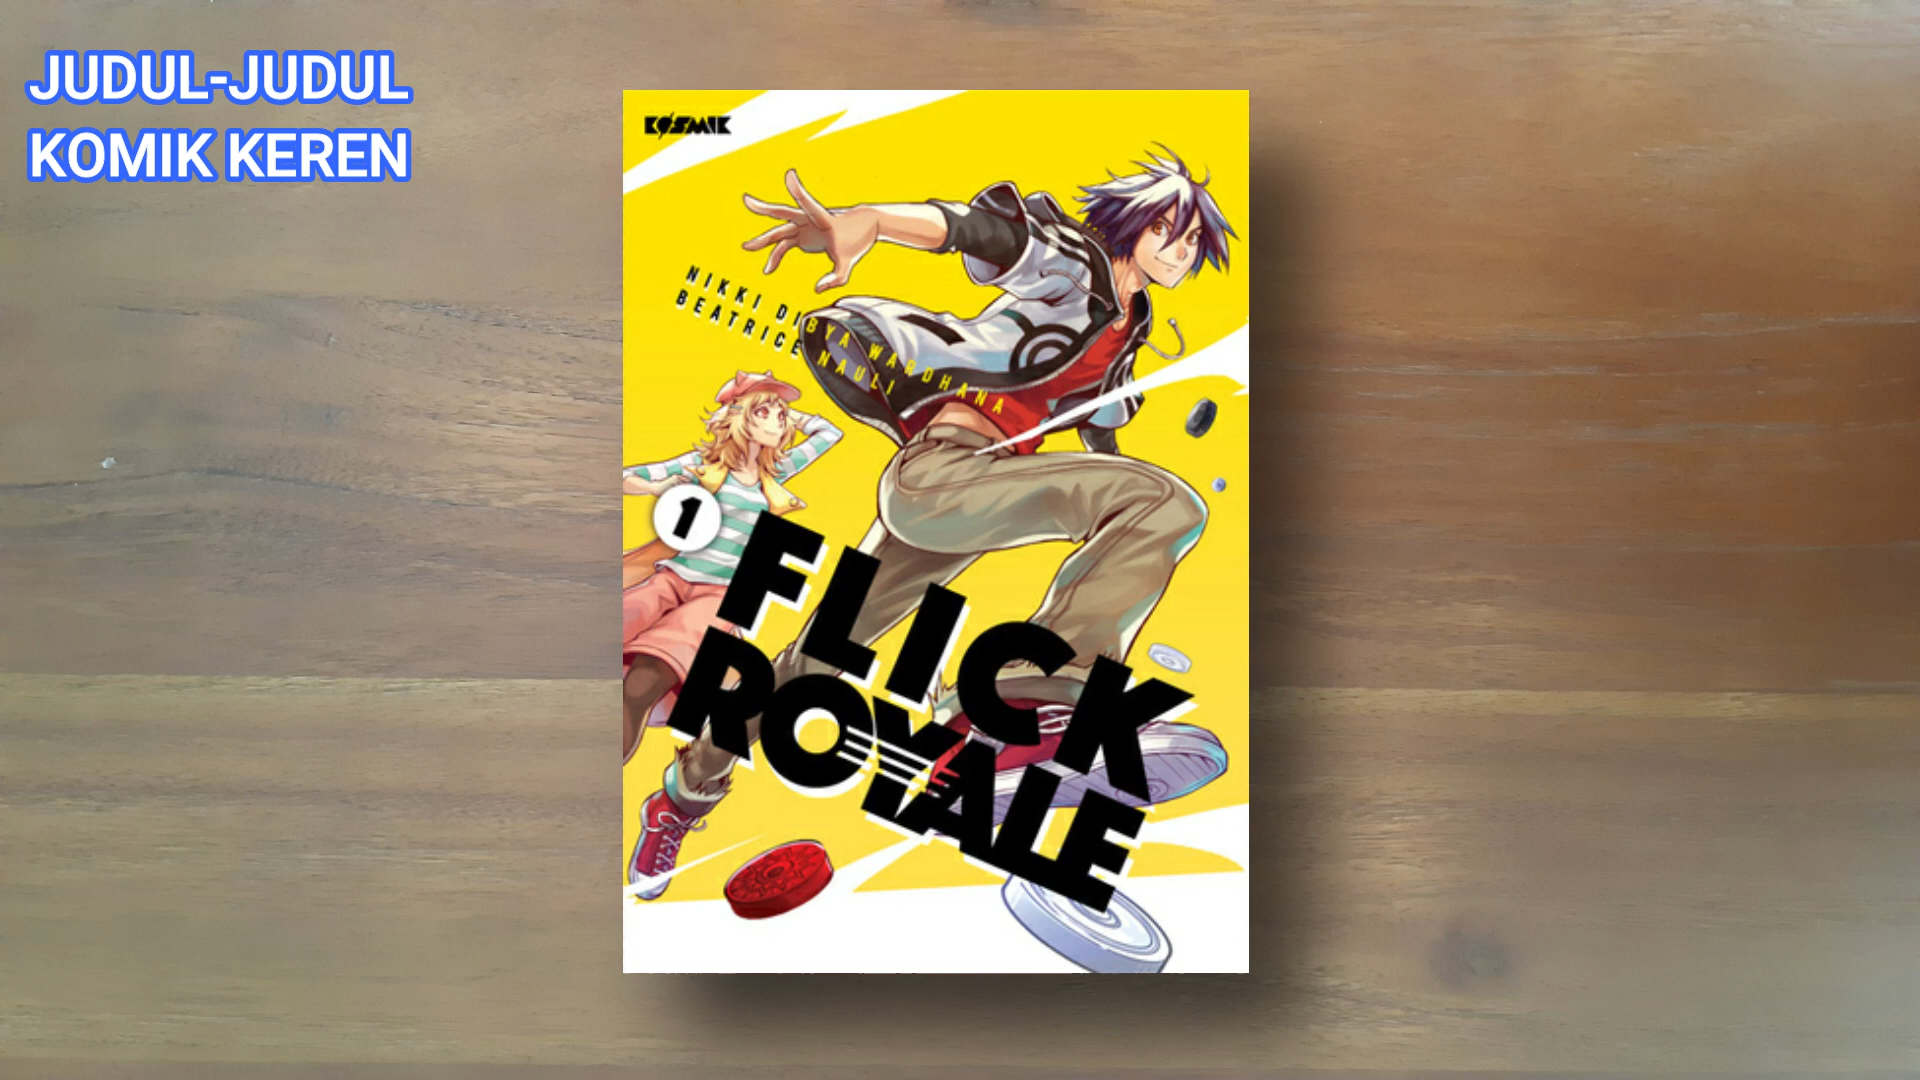 JUDUL-JUDUL
KOMIK KEREN
KOSMIK
NIKKI DIBYA WARDHANA
BEATRICE NAULI
1
FLICK
ROYALE